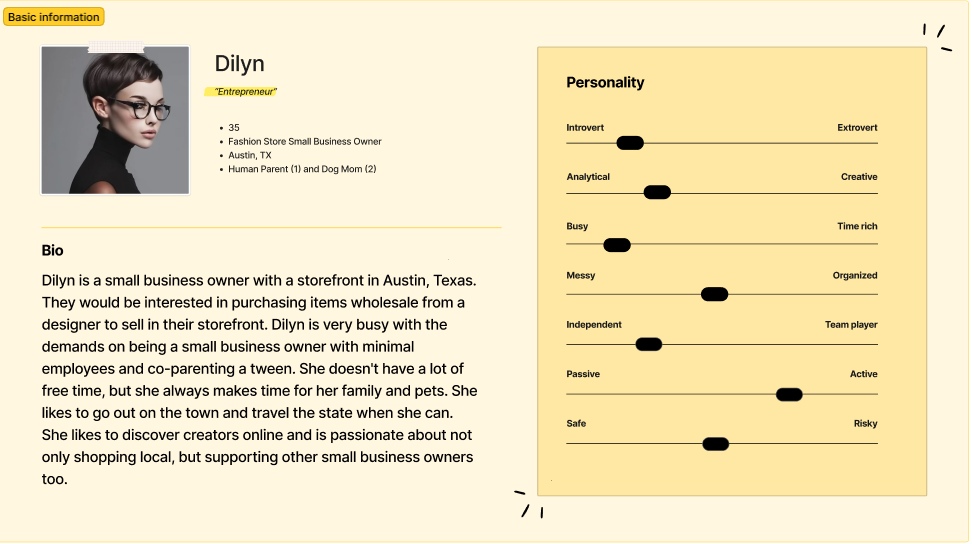 Basic information
Dilyn
"Entrepreneur"
• 35
• Fashion Store Small Business Owner
• Austin, TX
• Human Parent (1) and Dog Mom (2)
Bio
Dilyn is a small business owner with a storefront in Austin, Texas.
They would be interested in purchasing items wholesale from a
designer to sell in their storefront. Dilyn is very busy with the
demands on being a small business owner with minimal
employees and co-parenting a tween. She doesn't have a lot of
free time, but she always makes time for her family and pets. She
likes to go out on the town and travel the state when she can.
She likes to discover creators online and is passionate about not
only shopping local, but supporting other small business owners
too.
Personality
Introvert Extrovert
Analytical Creative
Busy Time rich
Messy Organized
Independent Team player
Passive Active
Safe Risky